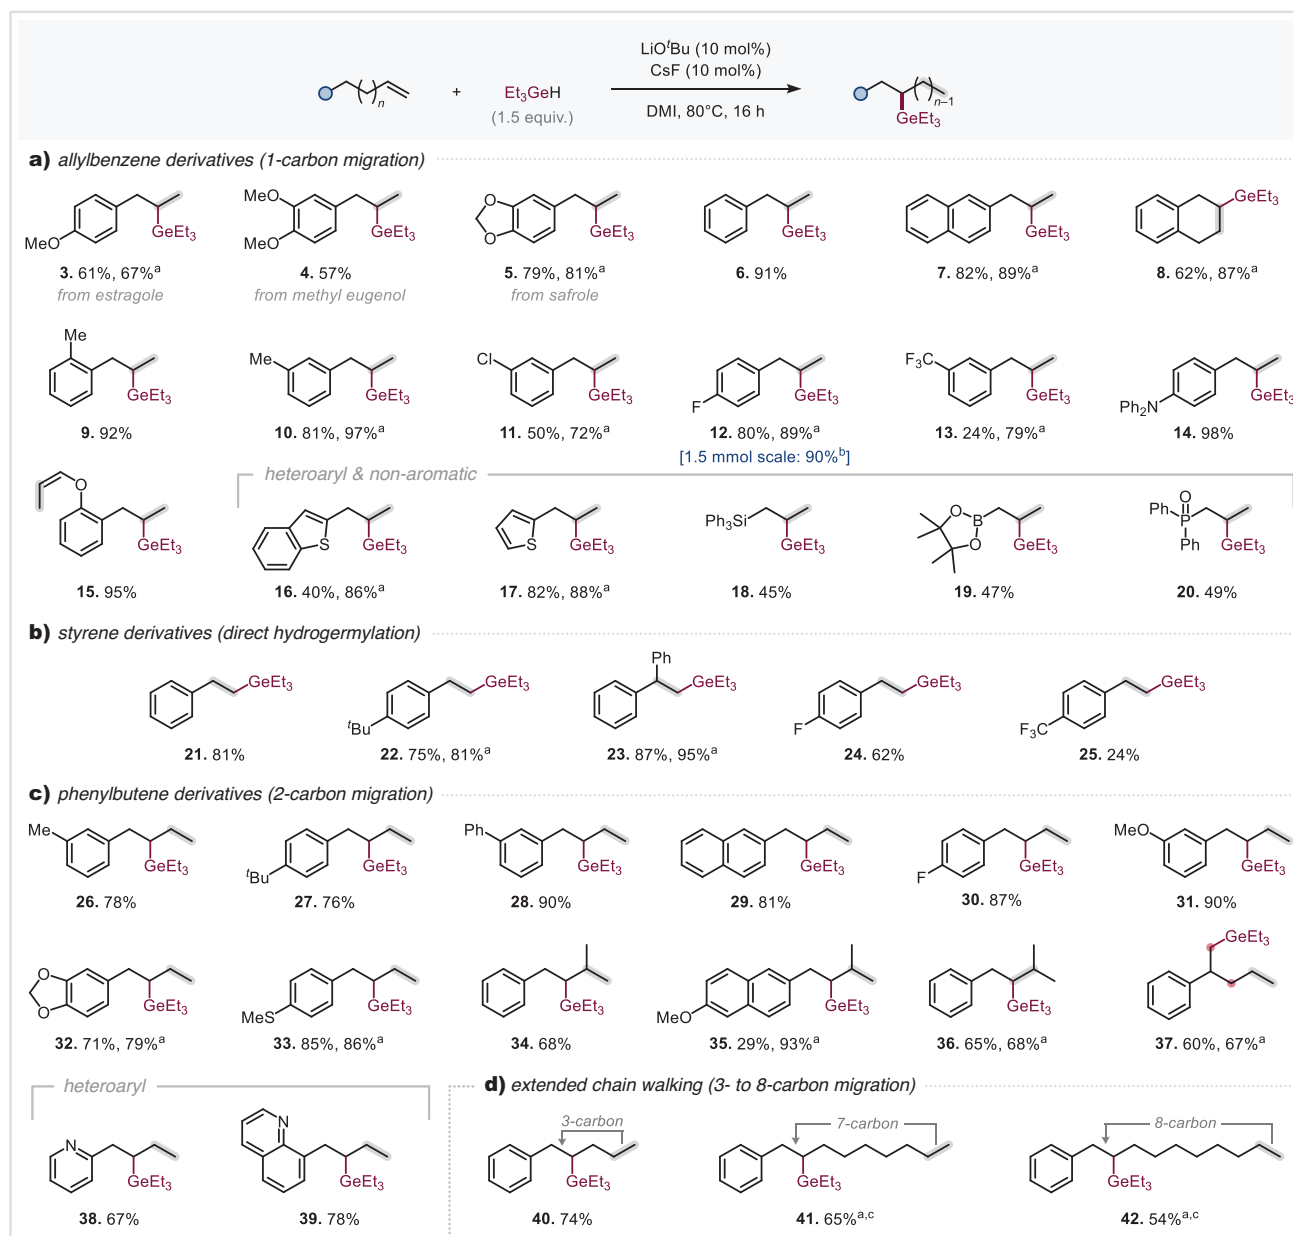 LiOᵗBu (10 mol%)
CsF (10 mol%)
n + Et₃GeH n–1
(1.5 equiv.) DMI, 80°C, 16 h GeEt₃
a) allylbenzene derivatives (1-carbon migration)
MeO GeEt₃ MeO MeO GeEt₃ O O GeEt₃ GeEt₃ GeEt₃ GeEt₃
3. 61%, 67%ᵃ 4. 57% 5. 79%, 81%ᵃ 6. 91% 7. 82%, 89%ᵃ 8. 62%, 87%ᵃ
from estragole from methyl eugenol from safrole
Me GeEt₃ Me GeEt₃ Cl GeEt₃ F GeEt₃ F₃C GeEt₃ Ph₂N GeEt₃
9. 92% 10. 81%, 97%ᵃ 11. 50%, 72%ᵃ 12. 80%, 89%ᵃ 13. 24%, 79%ᵃ 14. 98%
[1.5 mmol scale: 90%ᵇ]
heteroaryl & non-aromatic
O GeEt₃ S GeEt₃ S GeEt₃ Ph₃Si GeEt₃ O B O GeEt₃ Ph O P Ph GeEt₃
15. 95% 16. 40%, 86%ᵃ 17. 82%, 88%ᵃ 18. 45% 19. 47% 20. 49%
b) styrene derivatives (direct hydrogermylation)
GeEt₃ ᵗBu GeEt₃ Ph GeEt₃ F GeEt₃ F₃C GeEt₃
21. 81% 22. 75%, 81%ᵃ 23. 87%, 95%ᵃ 24. 62% 25. 24%
c) phenylbutene derivatives (2-carbon migration)
Me GeEt₃ ᵗBu GeEt₃ Ph GeEt₃ GeEt₃ F GeEt₃ MeO GeEt₃
26. 78% 27. 76% 28. 90% 29. 81% 30. 87% 31. 90%
O O GeEt₃ MeS GeEt₃ GeEt₃ MeO GeEt₃ GeEt₃ GeEt₃
32. 71%, 79%ᵃ 33. 85%, 86%ᵃ 34. 68% 35. 29%, 93%ᵃ 36. 65%, 68%ᵃ 37. 60%, 67%ᵃ
heteroaryl
N GeEt₃ N GeEt₃
38. 67% 39. 78%
d) extended chain walking (3- to 8-carbon migration)
3-carbon 7-carbon 8-carbon
GeEt₃ GeEt₃ GeEt₃
40. 74% 41. 65%ᵃ,ᶜ 42. 54%ᵃ,ᶜ